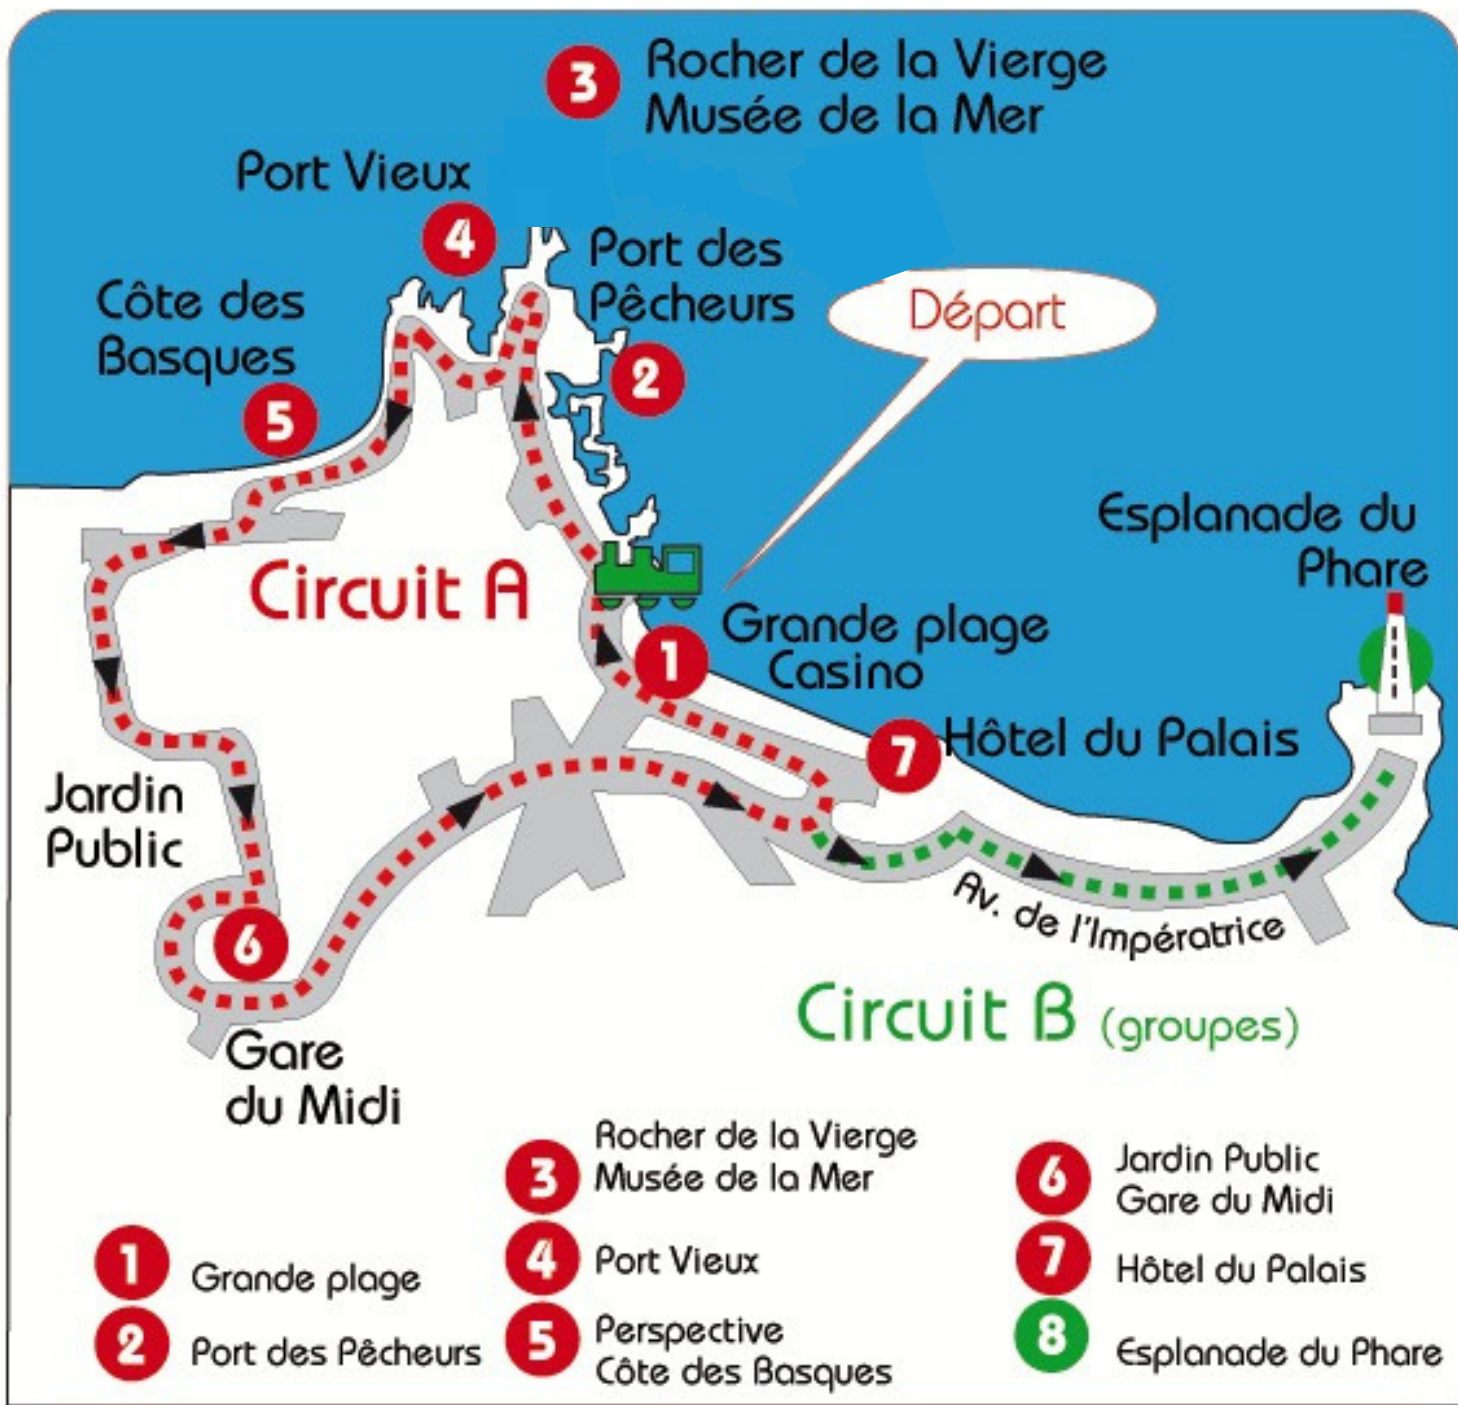 3
Rocher de la Vierge
Musée de la Mer
Port Vieux
4
Port des
Pêcheurs
2
Départ
Côte des
Basques
5
Esplanade du
Phare
Circuit A
Grande plage
Casino
1
Hôtel du Palais
7
Jardin
Public
6
Av. de l'Impératrice
Gare
du Midi
Circuit B (groupes)
1 Grande plage
2 Port des Pêcheurs
3 Rocher de la Vierge
Musée de la Mer
4 Port Vieux
5 Perspective
Côte des Basques
6 Jardin Public
Gare du Midi
7 Hôtel du Palais
8 Esplanade du Phare